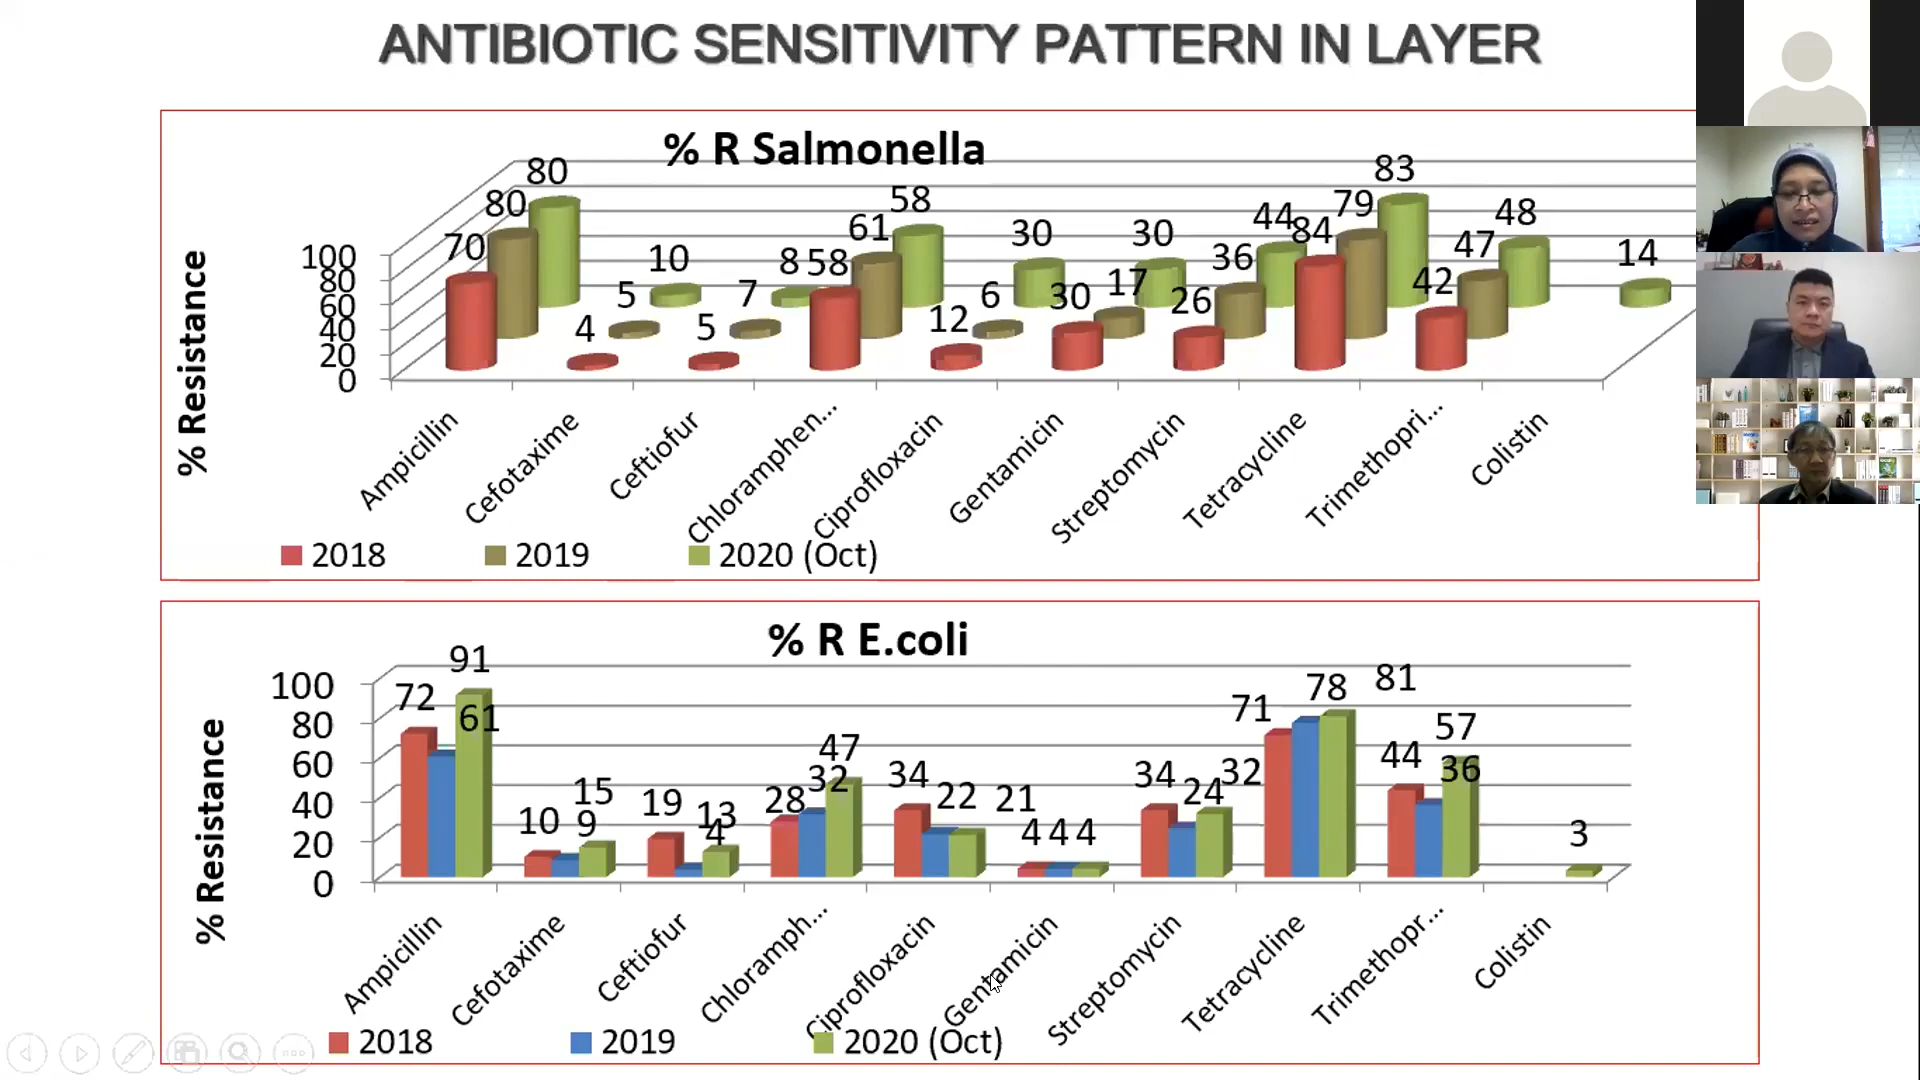 ANTIBIOTIC SENSITIVITY PATTERN IN LAYER
% R Salmonella
% Resistance
100
80
60
40
20
0
70 80 80
4 5 10
5 7 8
58 61 58
12 6 30
30 17 30
26 36 44
84 79 83
42 47 48
14
Ampicillin
Cefotaxime
Ceftiofur
Chloramphen...
Ciprofloxacin
Gentamicin
Streptomycin
Tetracycline
Trimethopri...
Colistin
2018 2019 2020 (Oct)
% R E.coli
% Resistance
100
80
60
40
20
0
72 61 91
10 9 15
19 4 13
28 32 47
34 22 21
4 4 4
34 24 32
71 78 81
44 36 57
3
Ampicillin
Cefotaxime
Ceftiofur
Chloramph...
Ciprofloxacin
Gentamicin
Streptomycin
Tetracycline
Trimethopr...
Colistin
2018 2019 2020 (Oct)